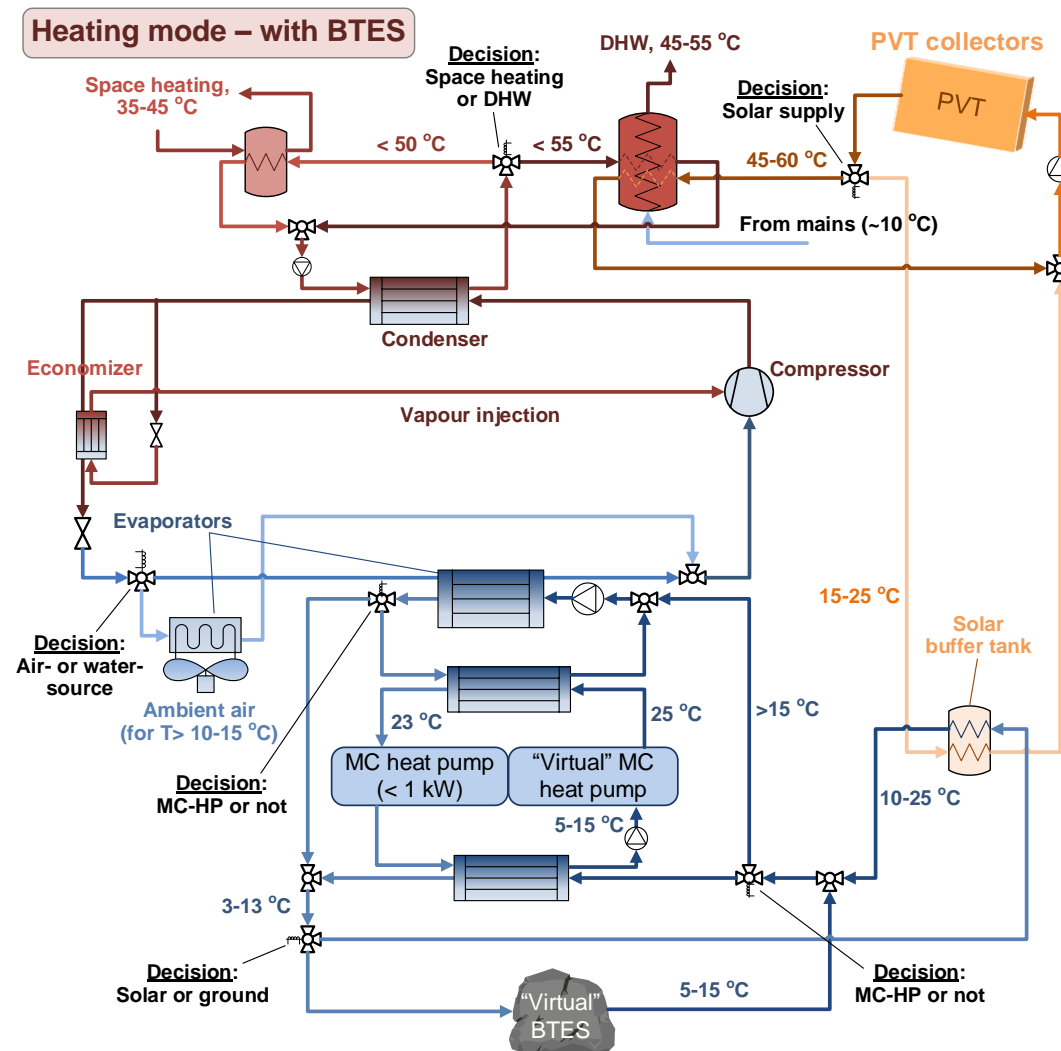 Heating mode – with BTES
DHW, 45-55 °C
PVT collectors
Decision:
Space heating
or DHW
Decision:
Solar supply
Space heating,
35-45 °C
PVT
< 50 °C
< 55 °C
45-60 °C
From mains (~10 °C)
Condenser
Economizer
Compressor
Vapour injection
Evaporators
15-25 °C
Decision:
Air- or water-
source
Solar
buffer tank
Ambient air
(for T> 10-15 °C)
23 °C
25 °C
>15 °C
Decision:
MC-HP or not
MC heat pump
(< 1 kW)
"Virtual" MC
heat pump
10-25 °C
5-15 °C
3-13 °C
Decision:
Solar or ground
"Virtual"
BTES
5-15 °C
Decision:
MC-HP or not